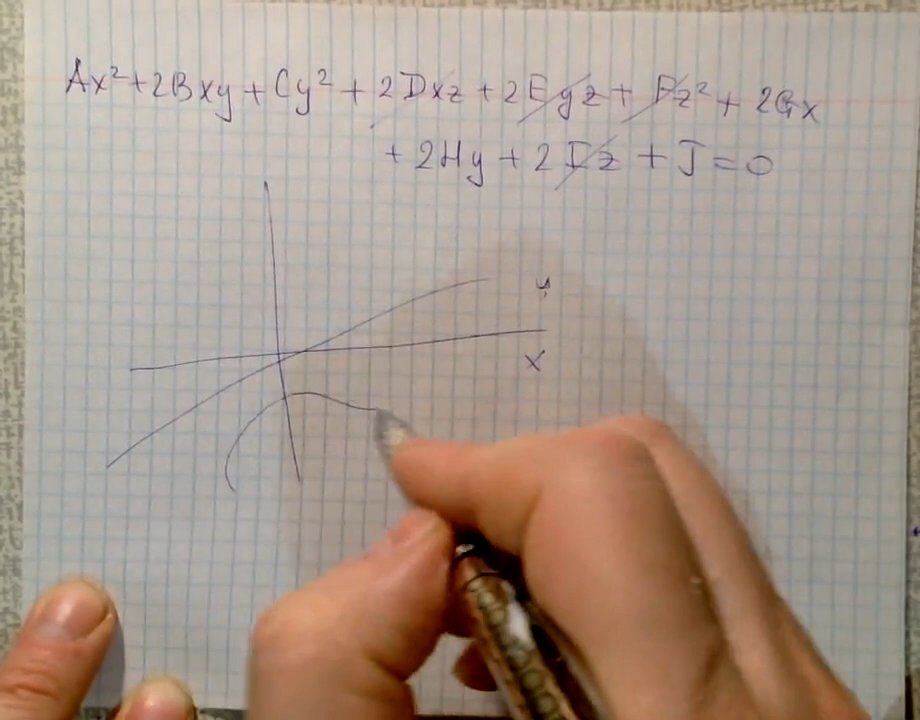 Ax² + 2Bxy + Cy² + 2Dxz + 2Eyz + Fz² + 2Gx
+ 2Hy + 2Iz + J = 0
y
x